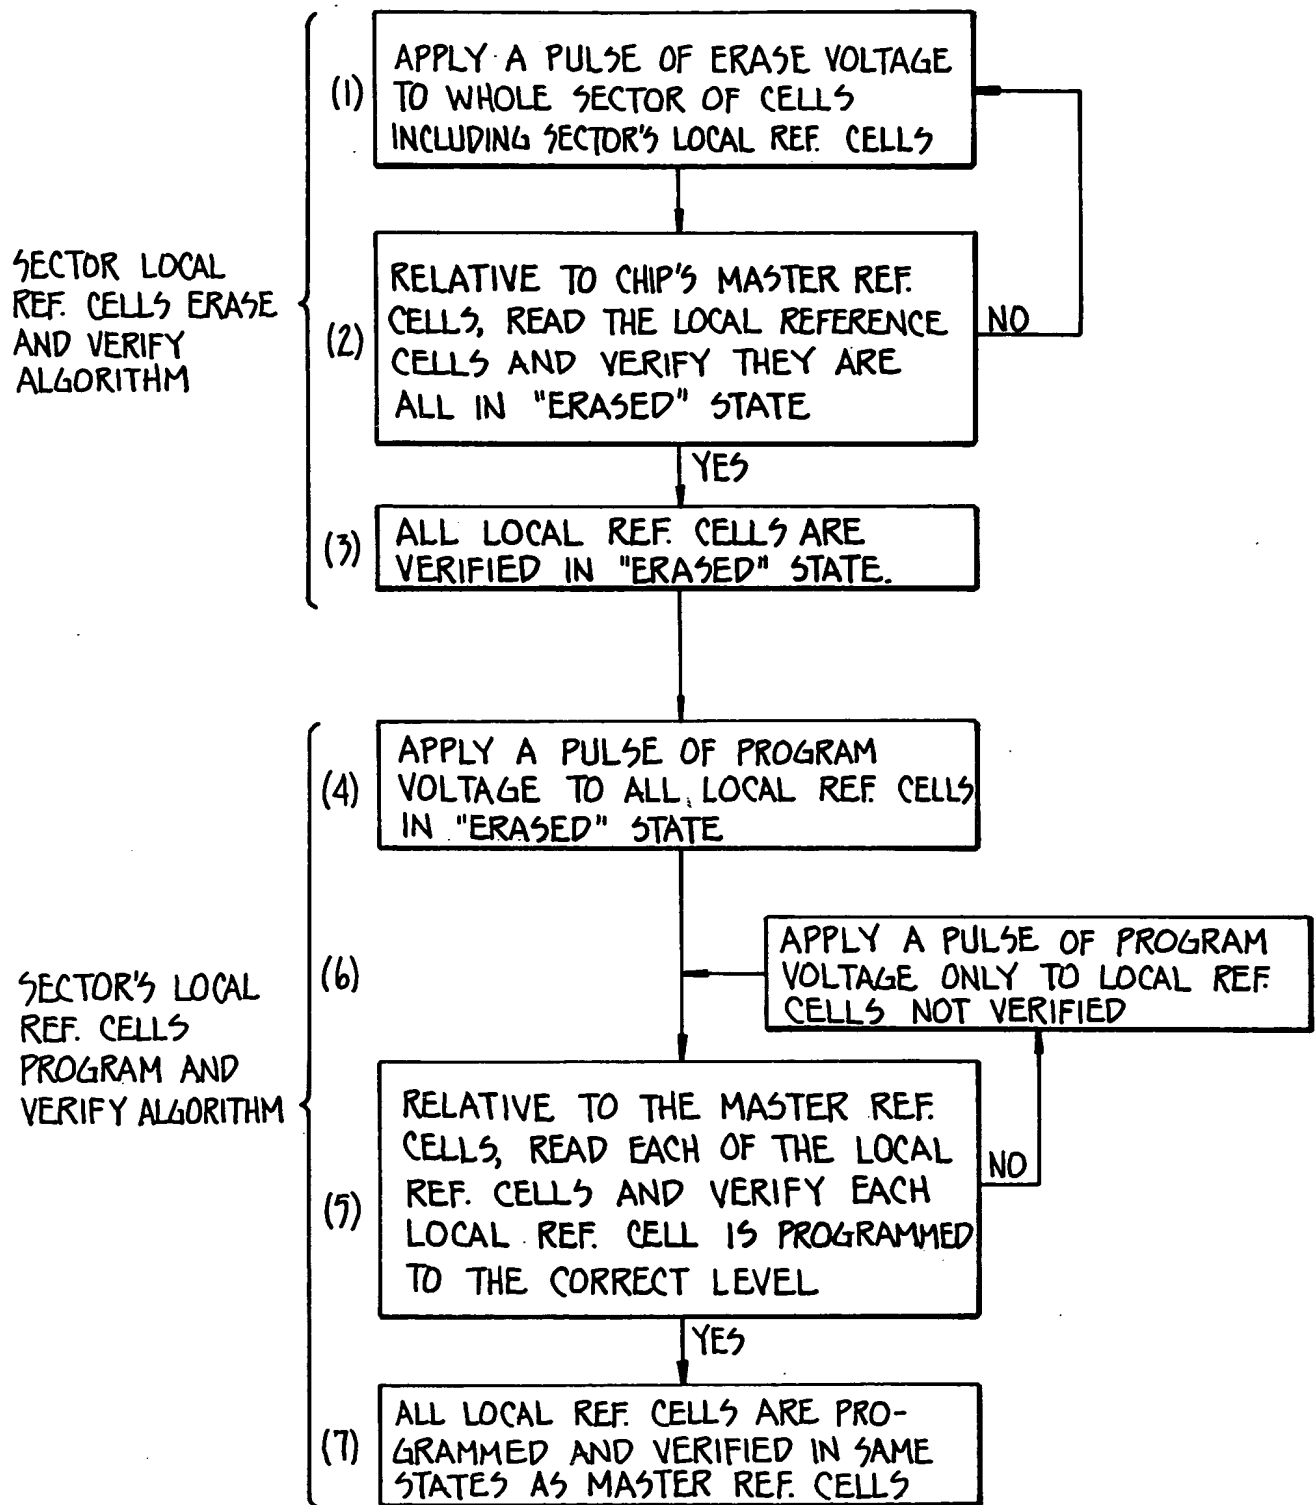 APPLY A PULSE OF ERASE VOLTAGE
(1) TO WHOLE SECTOR OF CELLS
INCLUDING SECTOR'S LOCAL REF. CELLS
SECTOR LOCAL
REF. CELLS ERASE
AND VERIFY
ALGORITHM
RELATIVE TO CHIP'S MASTER REF.
CELLS, READ THE LOCAL REFERENCE
(2) CELLS AND VERIFY THEY ARE
ALL IN "ERASED" STATE
NO
YES
(3) ALL LOCAL REF. CELLS ARE
VERIFIED IN "ERASED" STATE.
APPLY A PULSE OF PROGRAM
(4) VOLTAGE TO ALL LOCAL REF. CELLS
IN "ERASED" STATE
(6)
APPLY A PULSE OF PROGRAM
VOLTAGE ONLY TO LOCAL REF.
CELLS NOT VERIFIED
SECTOR'S LOCAL
REF. CELLS
PROGRAM AND
VERIFY ALGORITHM
RELATIVE TO THE MASTER REF.
CELLS, READ EACH OF THE LOCAL
REF. CELLS AND VERIFY EACH
(5) LOCAL REF. CELL IS PROGRAMMED
TO THE CORRECT LEVEL
NO
YES
ALL LOCAL REF. CELLS ARE PRO-
(7) GRAMMED AND VERIFIED IN SAME
STATES AS MASTER REF. CELLS